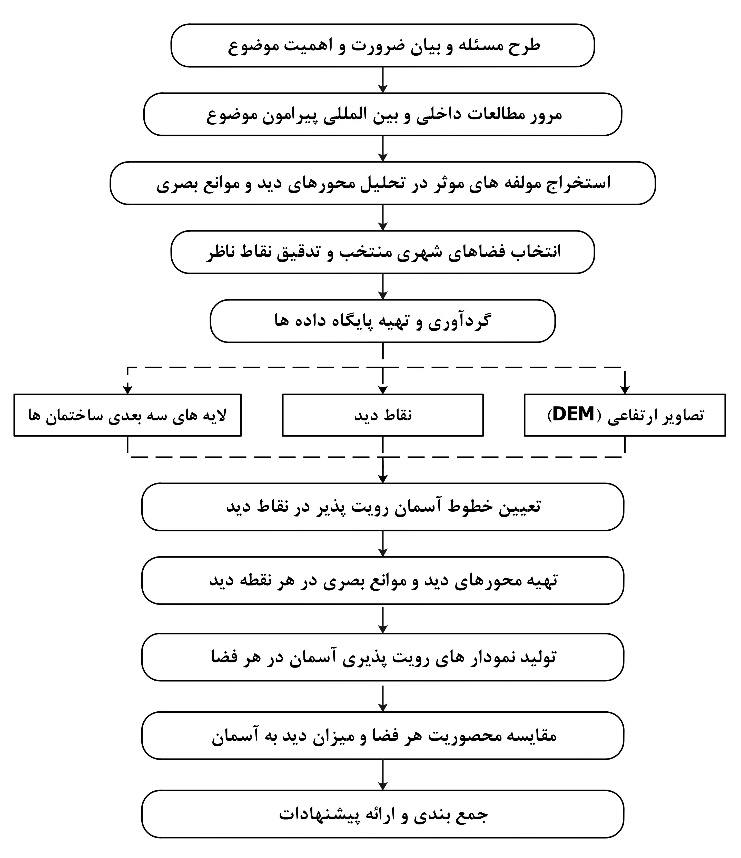 طرح مسئله و بیان ضرورت و اهمیت موضوع
مرور مطالعات داخلی و بین المللی پیرامون موضوع
استخراج مولفه های موثر در تحلیل محورهای دید و موانع بصری
انتخاب فضاهای شهری منتخب و تدقیق نقاط ناظر
گردآوری و تهیه پایگاه داده ها
تصاویر ارتفاعی (DEM)
نقاط دید
لایه های سه بعدی ساختمان ها
تعیین خطوط آسمان رویت پذیر در نقاط دید
تهیه محورهای دید و موانع بصری در هر نقطه دید
تولید نمودار های رویت پذیری آسمان در هر فضا
مقایسه محصوریت هر فضا و میزان دید به آسمان
جمع بندی و ارائه پیشنهادات